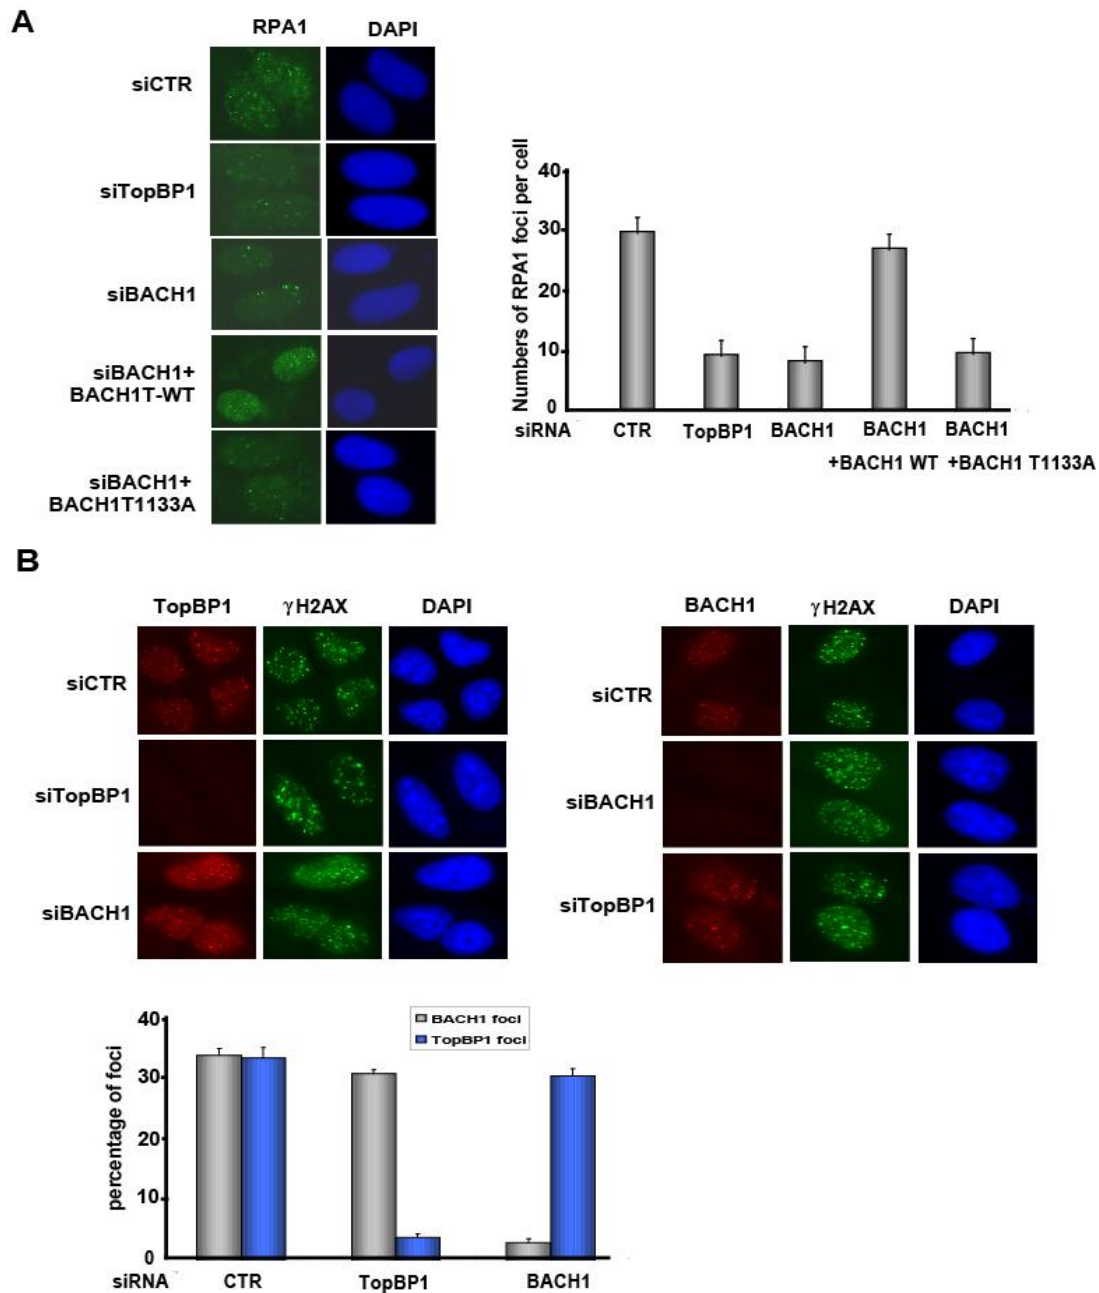 A
RPA1 DAPI
siCTR
siTopBP1
siBACH1
siBACH1+
BACH1T-WT
siBACH1+
BACH1T1133A
Numbers of RPA1 foci per cell
40
30
20
10
0
siRNA CTR TopBP1 BACH1 BACH1 BACH1
+BACH1 WT +BACH1 T1133A
B
TopBP1 γH2AX DAPI
siCTR
siTopBP1
siBACH1
BACH1 γH2AX DAPI
siCTR
siBACH1
siTopBP1
percentage of foci
40
30
20
10
0
BACH1 foci
TopBP1 foci
siRNA CTR TopBP1 BACH1